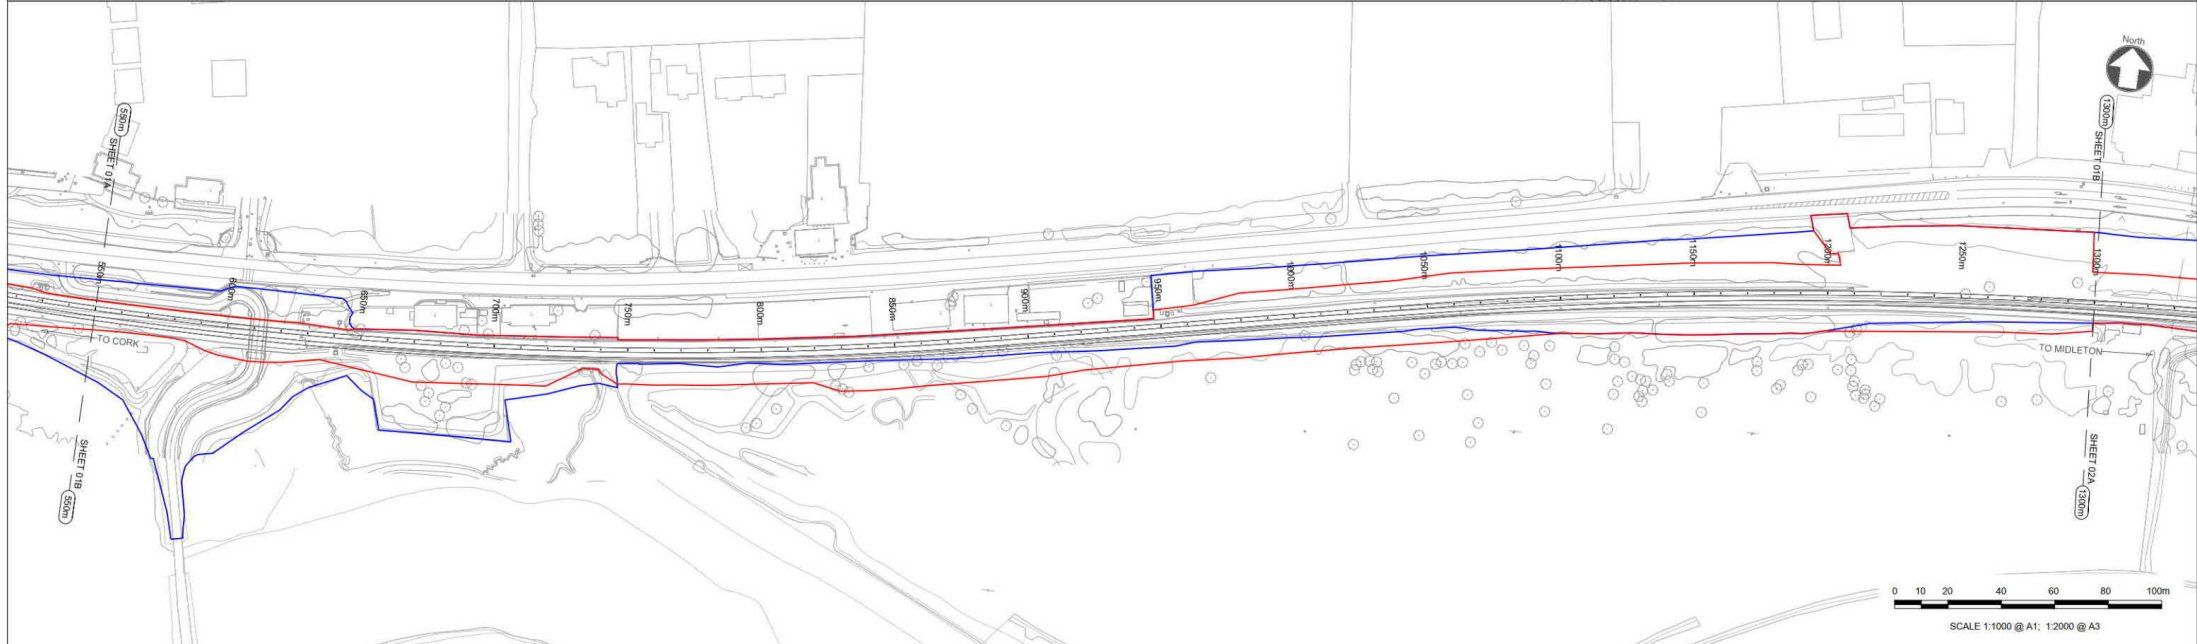 North
550m
SHEET 01A
1300m
SHEET 01B
550m
600m
650m
700m
750m
800m
850m
900m
950m
1000m
1050m
1100m
1150m
1200m
1250m
1300m
TO CORK
TO MIDLETON
SHEET 01B
550m
SHEET 02A
1300m
0 10 20 40 60 80 100m
SCALE 1:1000 @ A1; 1:2000 @ A3